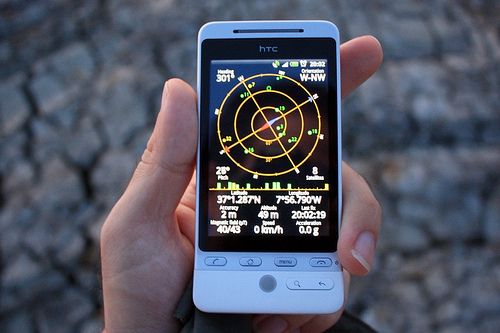 hTC
20:02
Heading Orientation
301° W-NW
28° 8
Pitch Satellites
Latitude Longitude
37°1.287'N 7°56.790'W
Accuracy Altitude Last fix
2 m 49 m 20:02:19
Magnetic field (µT) Speed Acceleration
40/43 0 km/h 0.0 g
MENU